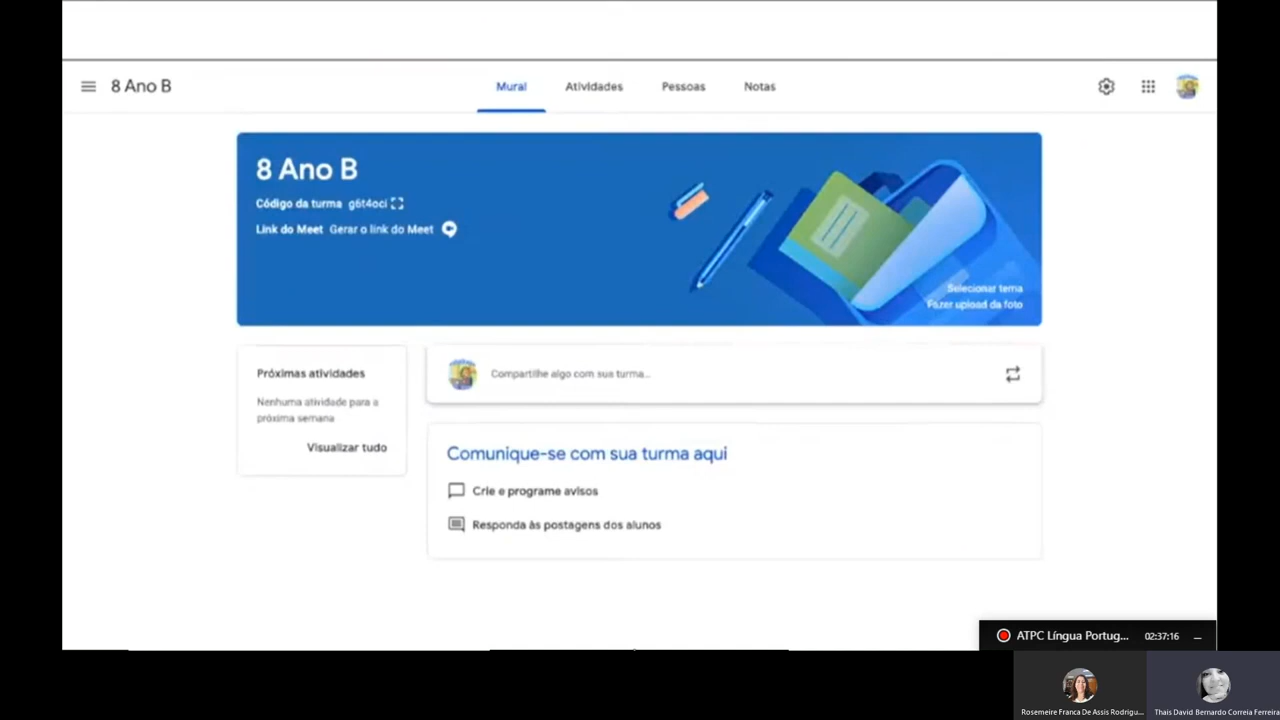 8 Ano B
Mural
Atividades
Pessoas
Notas
8 Ano B
Código da turma g6t4oci
Link do Meet Gerar o link do Meet
Selecionar tema
Fazer upload da foto
Próximas atividades
Nenhuma atividade para a
próxima semana
Visualizar tudo
Compartilhe algo com sua turma...
Comunique-se com sua turma aqui
Crie e programe avisos
Responda às postagens dos alunos
ATPC Língua Portug... 02:37:16
Rosemeire Franca De Assis Rodrigu...
Thais David Bernardo Correia Ferreira